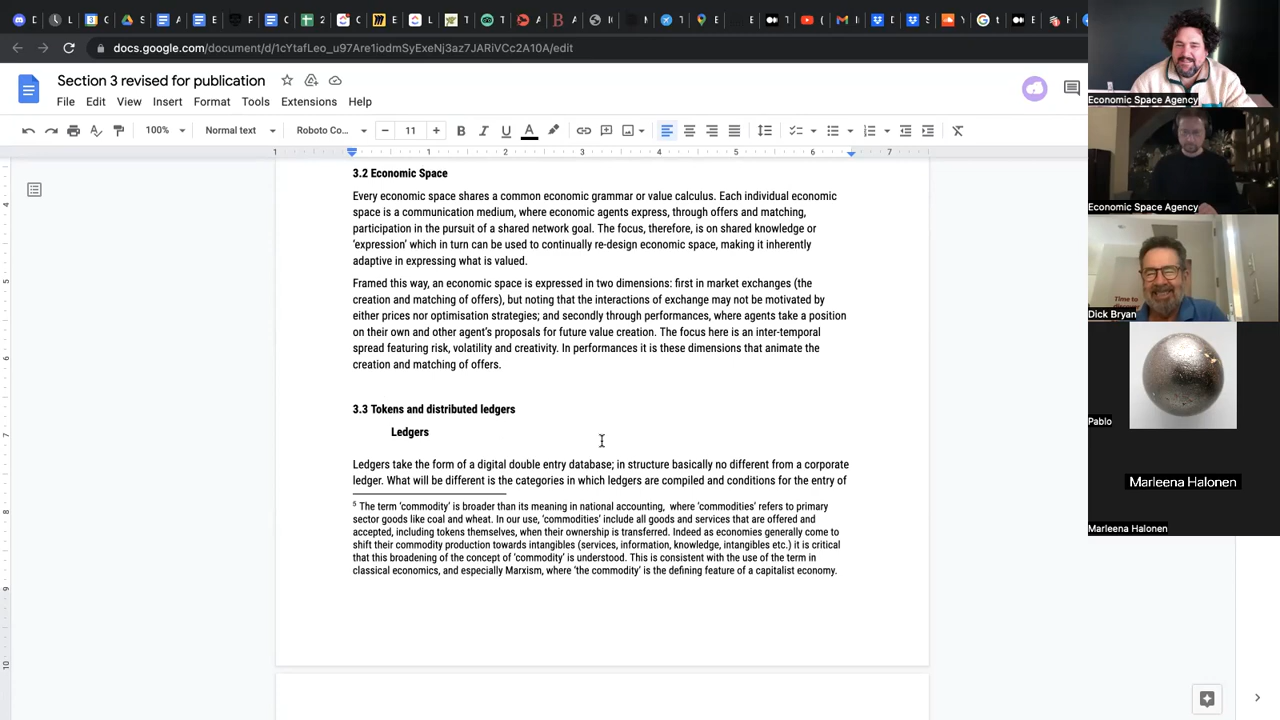 docs.google.com/document/d/1cYtafLeo_u97Are1iodmSyExeNj3az7JARiVCc2A10A/edit
Section 3 revised for publication
File Edit View Insert Format Tools Extensions Help
100% Normal text Roboto Co... 11
1 1 2 3 4 5 6 7
3.2 Economic Space
Every economic space shares a common economic grammar or value calculus. Each individual economic
space is a communication medium, where economic agents express, through offers and matching,
participation in the pursuit of a shared network goal. The focus, therefore, is on shared knowledge or
‘expression’ which in turn can be used to continually re-design economic space, making it inherently
adaptive in expressing what is valued.
Framed this way, an economic space is expressed in two dimensions: first in market exchanges (the
creation and matching of offers), but noting that the interactions of exchange may not be motivated by
either prices nor optimisation strategies; and secondly through performances, where agents take a position
on their own and other agent’s proposals for future value creation. The focus here is an inter-temporal
spread featuring risk, volatility and creativity. In performances it is these dimensions that animate the
creation and matching of offers.
3.3 Tokens and distributed ledgers
Ledgers
Ledgers take the form of a digital double entry database; in structure basically no different from a corporate
ledger. What will be different is the categories in which ledgers are compiled and conditions for the entry of
5 The term ‘commodity’ is broader than its meaning in national accounting, where ‘commodities’ refers to primary
sector goods like coal and wheat. In our use, ‘commodities’ include all goods and services that are offered and
accepted, including tokens themselves, when their ownership is transferred. Indeed as economies generally come to
shift their commodity production towards intangibles (services, information, knowledge, intangibles etc.) it is critical
that this broadening of the concept of ‘commodity’ is understood. This is consistent with the use of the term in
classical economics, and especially Marxism, where ‘the commodity’ is the defining feature of a capitalist economy.
Economic Space Agency
Economic Space Agency
Time to
Dick Bryan
Pablo
Marleena Halonen
Marleena Halonen